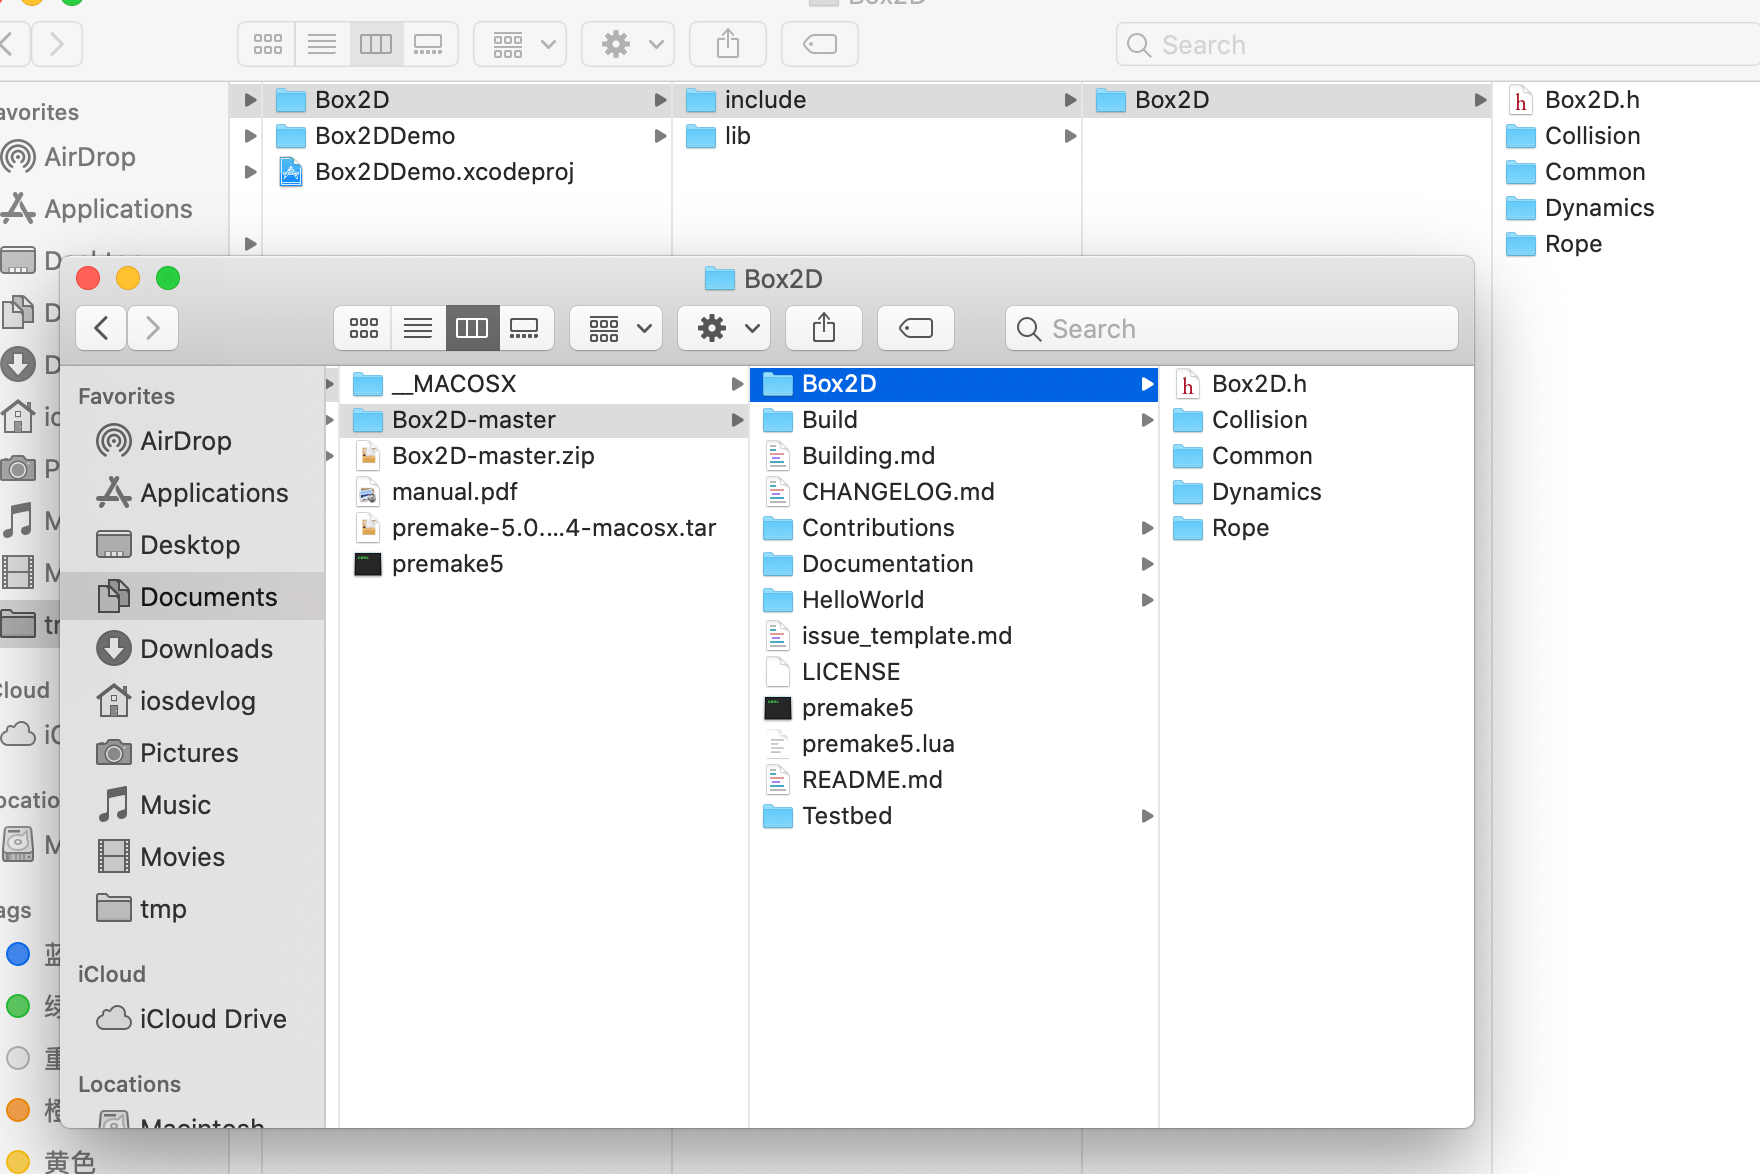 Box2D
Search
avorites
AirDrop
Applications
Box2D
Box2DDemo
Box2DDemo.xcodeproj
include
lib
Box2D
Box2D.h
Collision
Common
Dynamics
Rope
Box2D
Search
Favorites
AirDrop
Applications
Desktop
Documents
Downloads
iosdevlog
Pictures
Music
Movies
tmp
iCloud
iCloud Drive
Locations
Macintosh
__MACOSX
Box2D-master
Box2D-master.zip
manual.pdf
premake-5.0....4-macosx.tar
premake5
Box2D
Build
Building.md
CHANGELOG.md
Contributions
Documentation
HelloWorld
issue_template.md
LICENSE
premake5
premake5.lua
README.md
Testbed
Box2D.h
Collision
Common
Dynamics
Rope
Cloud
ocatio
ags
蓝
绿
重
橙
黄色